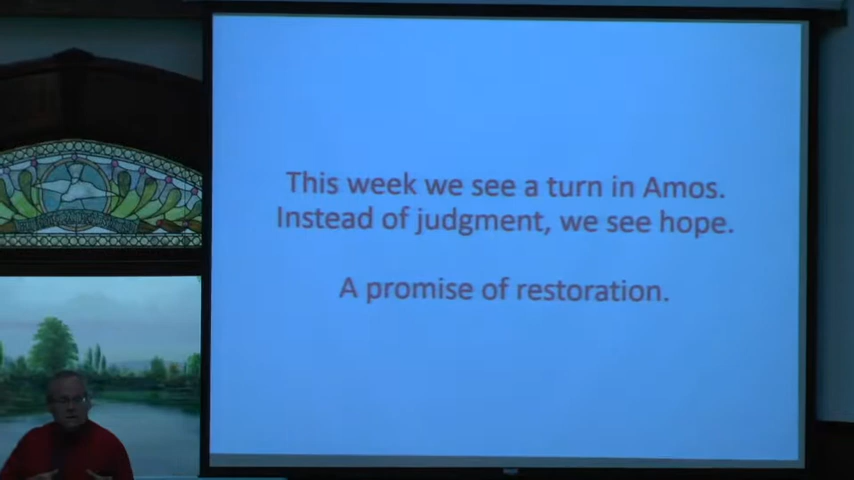 This week we see a turn in Amos.
Instead of judgment, we see hope.
A promise of restoration.